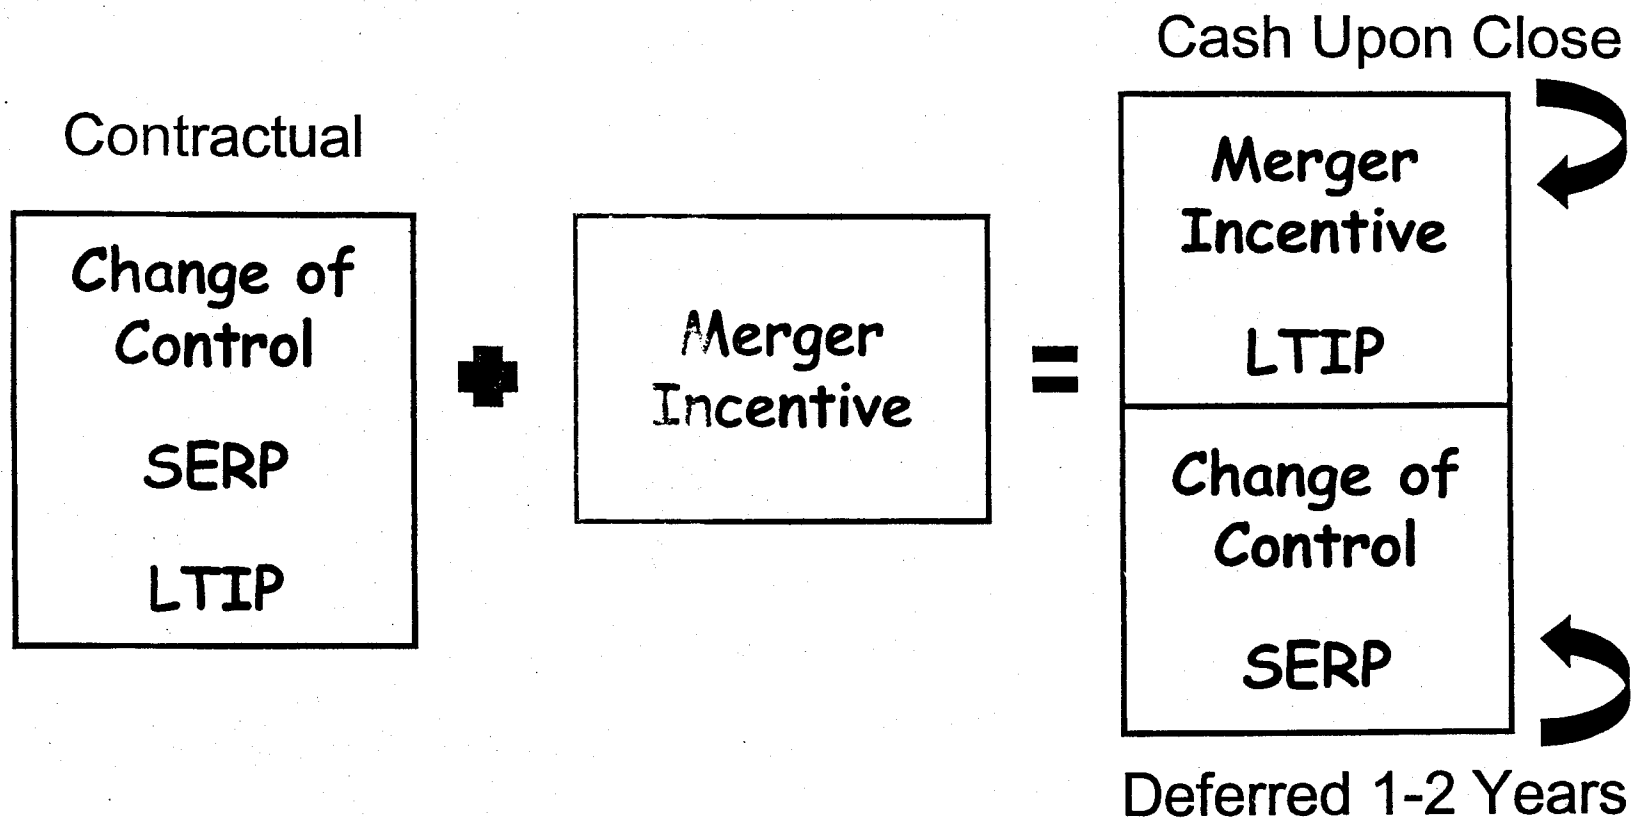 Contractual
Change of
Control
SERP
LTIP
+
Merger
Incentive
=
Cash Upon Close
Merger
Incentive
LTIP
Change of
Control
SERP
Deferred 1-2 Years